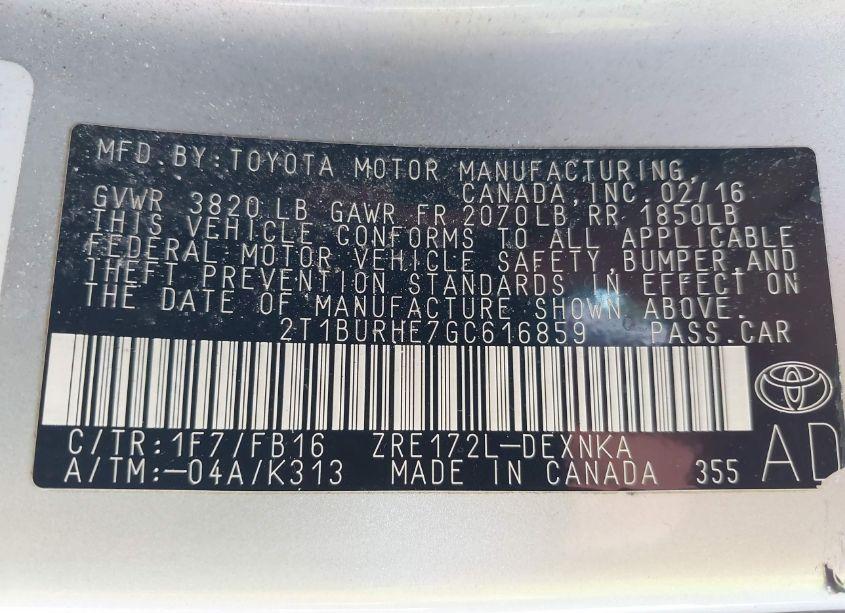 MFD.BY:TOYOTA MOTOR MANUFACTURING,
CANADA,INC.02/16
GVWR 3820LB GAWR FR 2070LB RR 1850LB
THIS VEHICLE CONFORMS TO ALL APPLICABLE
FEDERAL MOTOR VEHICLE SAFETY,BUMPER,AND
THEFT PREVENTION STANDARDS IN EFFECT ON
THE DATE OF MANUFACTURE SHOWN ABOVE.
2T1BURHE7GC616859 PASS.CAR
C/TR:1F7/FB16 ZRE172L-DEXNKA
A/TM:-04A/K313 MADE IN CANADA 355 AD